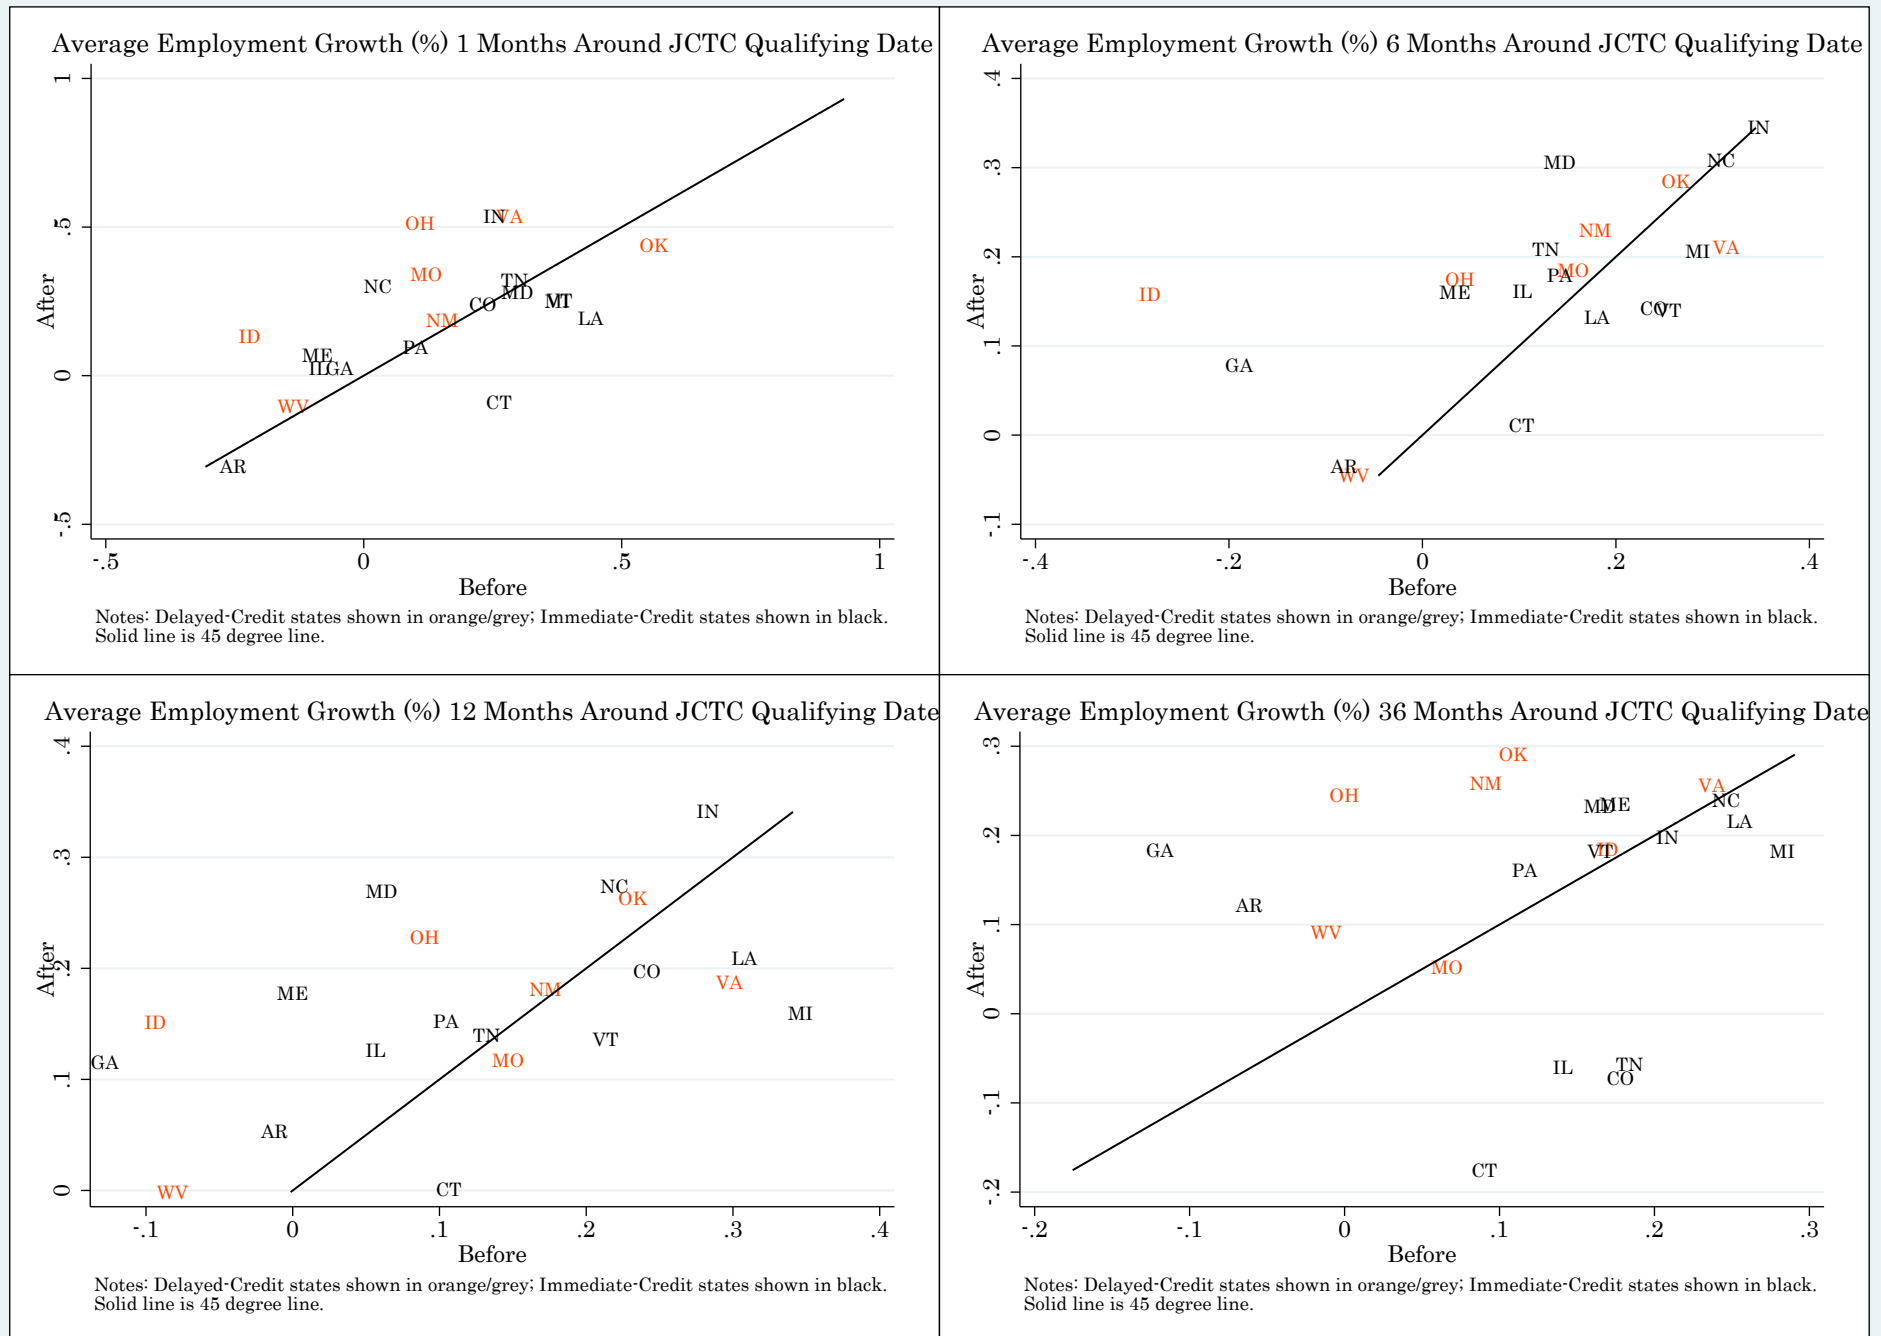 Average Employment Growth (%) 1 Months Around JCTC Qualifying Date
1
.5
0
-.5
After
OH
IN
VA
OK
MO
NC
TN
MD
CO
MI
VT
LA
NM
ID
PA
ME
IL
GA
WV
CT
AR
-.5 0 .5 1
Before
Notes: Delayed-Credit states shown in orange/grey; Immediate-Credit states shown in black.
Solid line is 45 degree line.
Average Employment Growth (%) 6 Months Around JCTC Qualifying Date
.4
.3
.2
.1
0
-.1
After
IN
MD
NC
OK
NM
TN
MI
VA
MO
PA
OH
ME
IL
ID
CO
VT
LA
GA
CT
AR
WV
-.4 -.2 0 .2 .4
Before
Notes: Delayed-Credit states shown in orange/grey; Immediate-Credit states shown in black.
Solid line is 45 degree line.
Average Employment Growth (%) 12 Months Around JCTC Qualifying Date
.4
.3
.2
.1
0
After
IN
MD
NC
OK
OH
LA
CO
VA
NM
ME
MI
ID
PA
TN
VT
IL
MO
GA
AR
WV
CT
-.1 0 .1 .2 .3 .4
Before
Notes: Delayed-Credit states shown in orange/grey; Immediate-Credit states shown in black.
Solid line is 45 degree line.
Average Employment Growth (%) 36 Months Around JCTC Qualifying Date
.3
.2
.1
0
-.1
-.2
After
OK
NM
VA
OH
MD
ME
NC
LA
IN
GA
VT
ID
MI
PA
AR
WV
MO
IL
TN
CO
CT
-.2 -.1 0 .1 .2 .3
Before
Notes: Delayed-Credit states shown in orange/grey; Immediate-Credit states shown in black.
Solid line is 45 degree line.